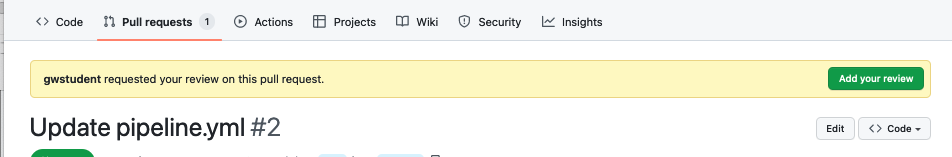 Code Pull requests 1 Actions Projects Wiki Security Insights
gwstudent requested your review on this pull request. Add your review
Update pipeline.yml #2 Edit Code